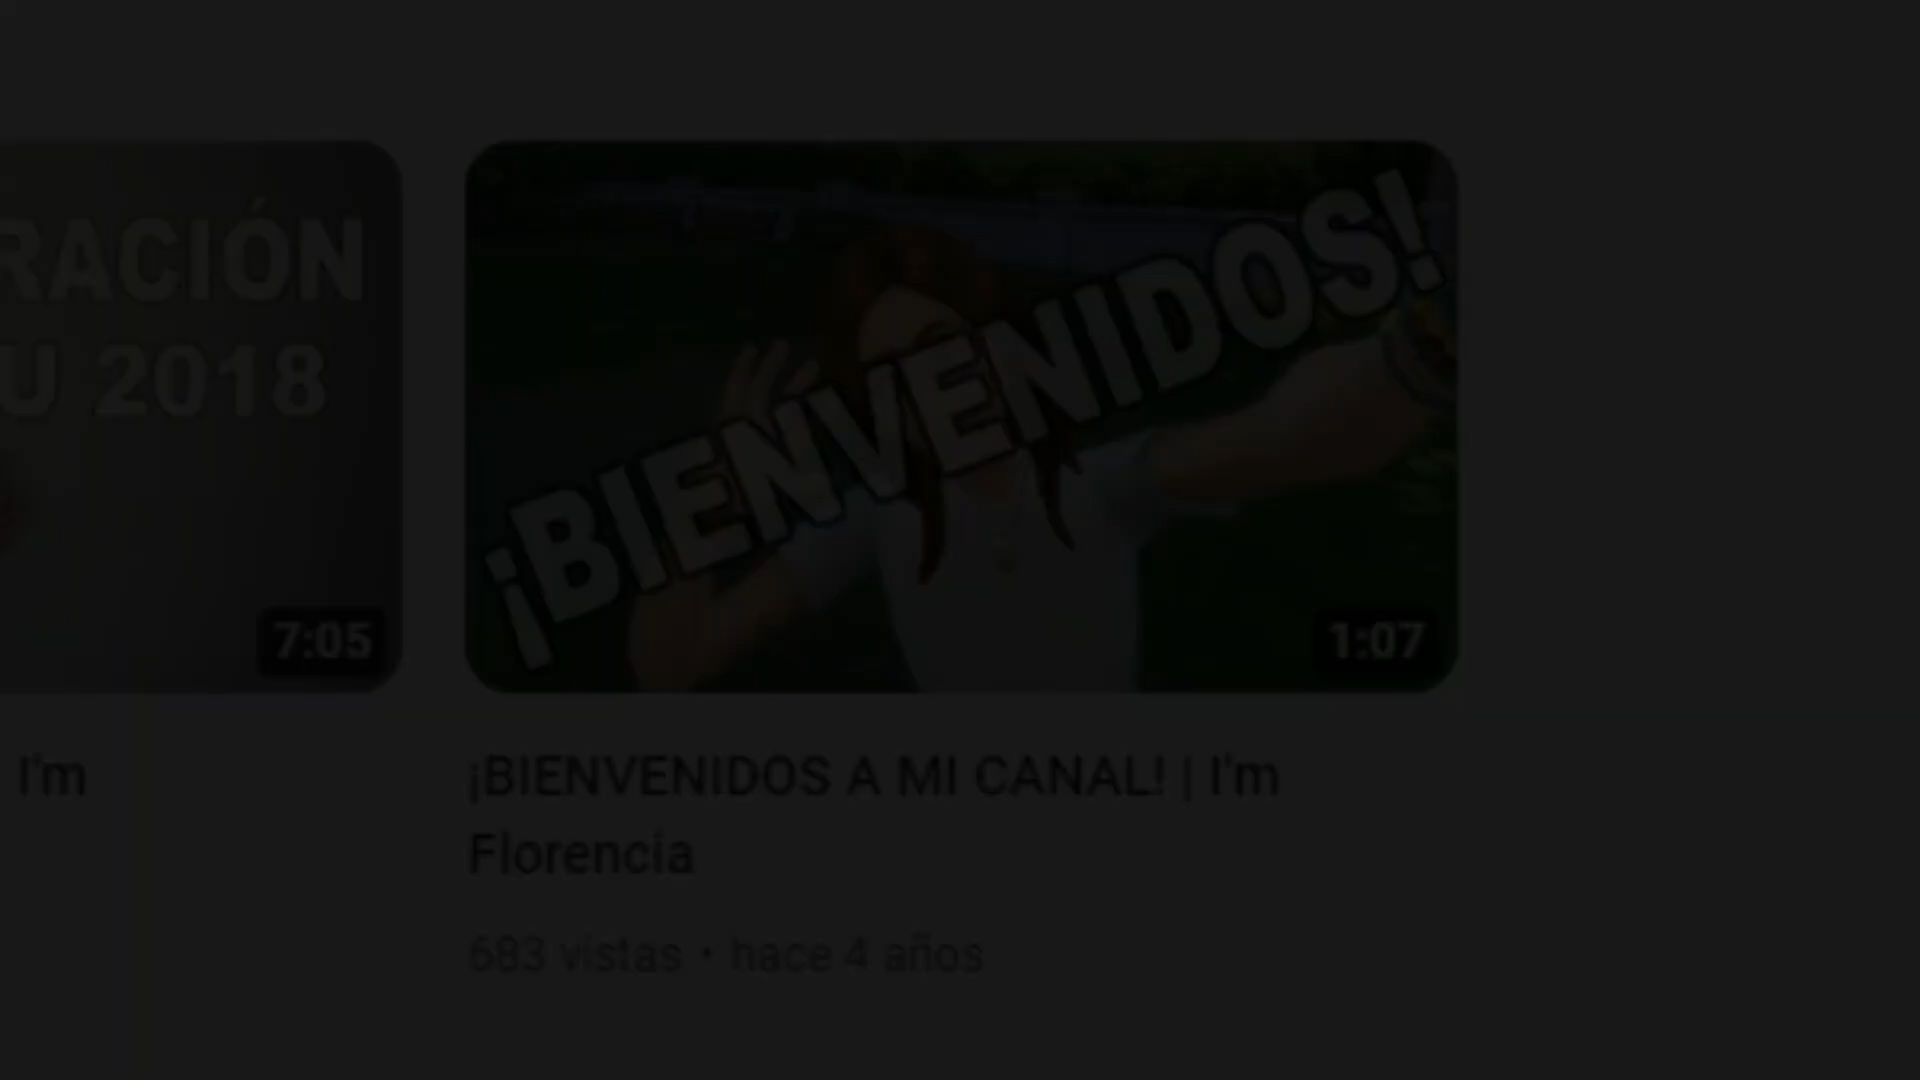 RACIÓN
U 2018
7:05
I'm
¡BIENVENIDOS!
1:07
¡BIENVENIDOS A MI CANAL! | I'm
Florencia
683 vistas • hace 4 años